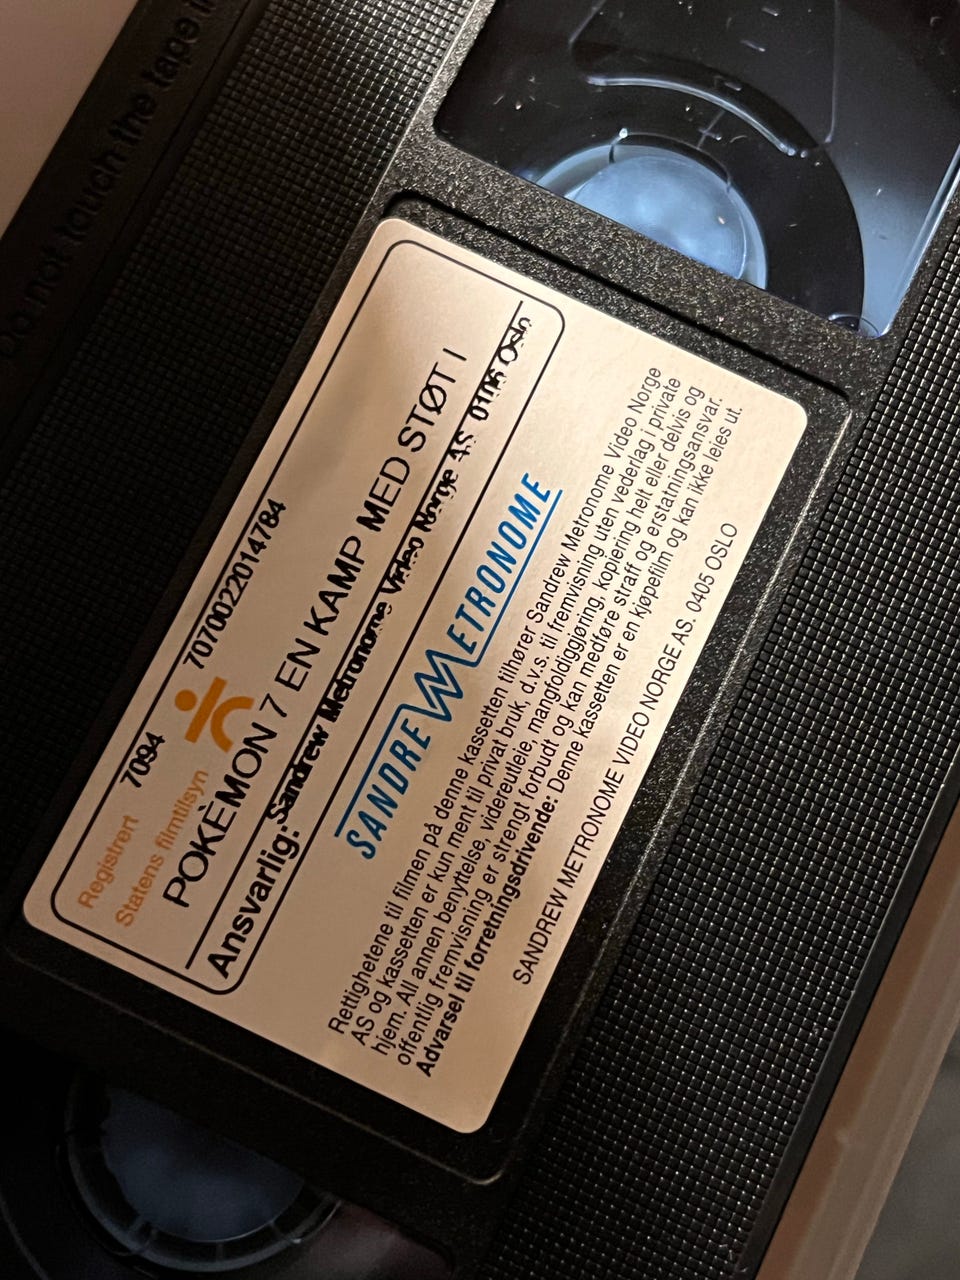 Do not touch the tape
Registrert 7094 7070022014784
Statens filmtilsyn
POKÈMON 7 EN KAMP MED STØT I
Ansvarlig: Sandrew Metronome Video Norge AS 0106 Oslo
SANDREW METRONOME
Rettighetene til filmen på denne kassetten tilhører Sandrew Metronome Video Norge
AS og kassetten er kun ment til privat bruk, d.v.s. til fremvisning uten vederlag i private
hjem. All annen benyttelse, videreutleie, mangfoldiggjøring, kopiering helt eller delvis og
offentlig fremvisning er strengt forbudt og kan medføre straff og erstatningsansvar.
Advarsel til forretningsdrivende: Denne kassetten er en kjøpefilm og kan ikke leies ut.
SANDREW METRONOME VIDEO NORGE AS. 0405 OSLO